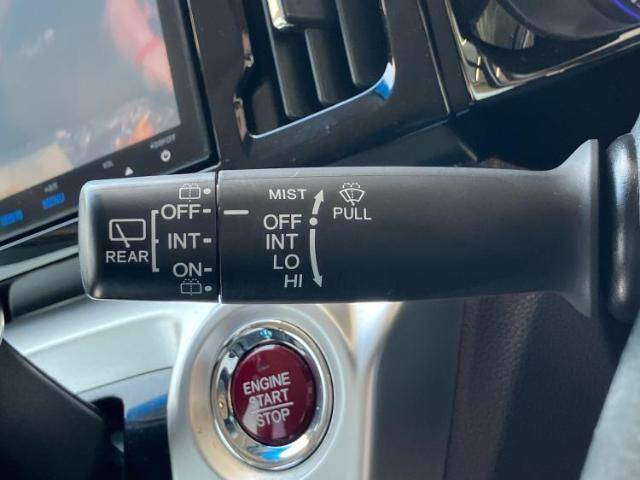 MIST
PULL
OFF
INT
LO
HI
OFF
INT
ON
REAR
ENGINE
START
STOP